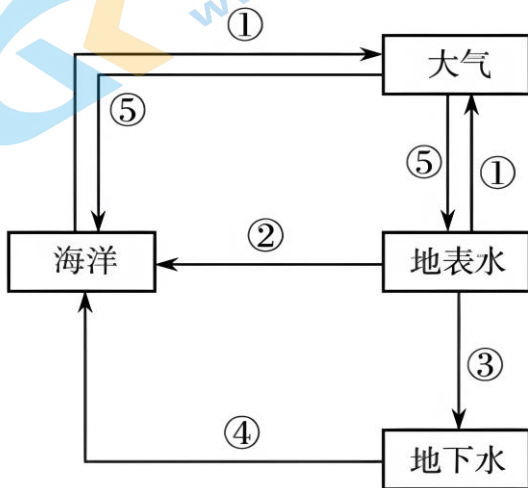 ①
大气
⑤
⑤
①
海洋
②
地表水
③
④
地下水